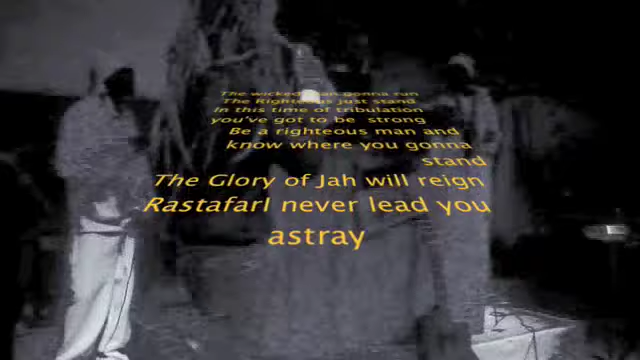 The wicked man gonna run
The Righteous just stand
In this time of tribulation
you've got to be strong
Be a righteous man and
know where you gonna
stand
The Glory of Jah will reign
RastafarI never lead you
astray